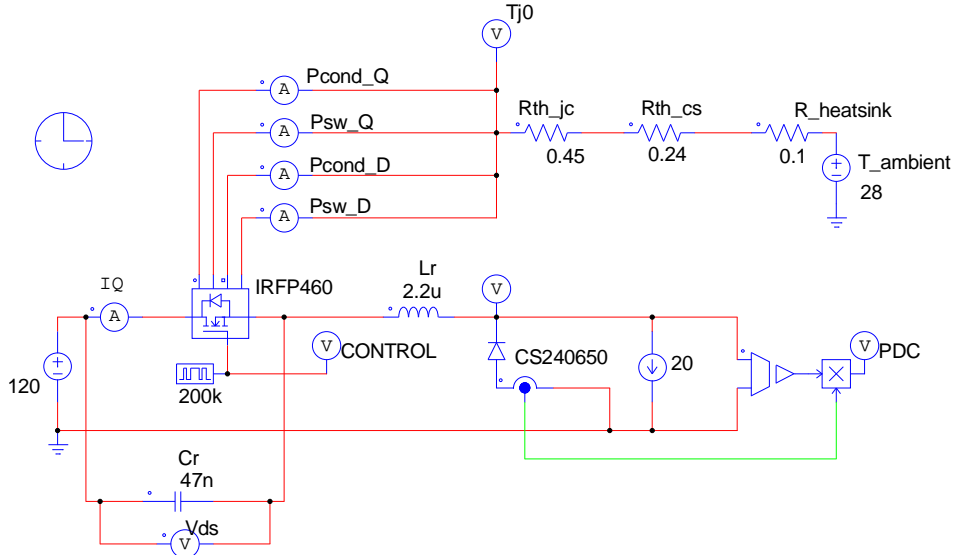 Tj0
V
Pcond_Q
A
Psw_Q
A
Pcond_D
A
Psw_D
A
Rth_jc
0.45
Rth_cs
0.24
R_heatsink
0.1
T_ambient
28
IQ
A
IRFP460
Lr
2.2u
V
CS240650
V
CONTROL
200k
120
20
V
PDC
Cr
47n
Vds
V